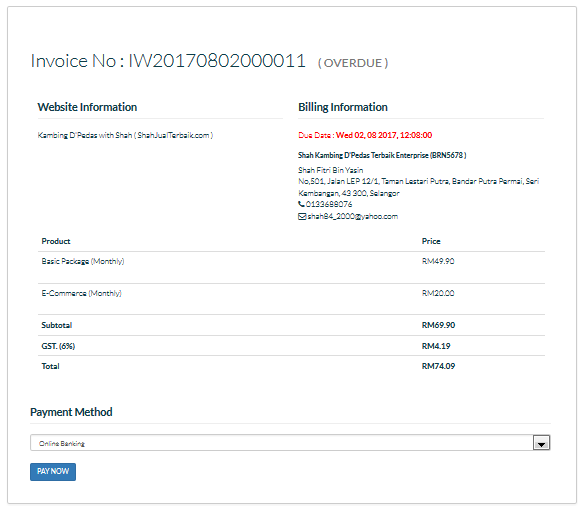 Invoice No : IW20170802000011 ( OVERDUE )
Website Information
Kambing D'Pedas with Shah ( ShahJualTerbaik.com )
Billing Information
Due Date : Wed 02, 08 2017, 12:08:00
Shah Kambing D'Pedas Terbaik Enterprise (BRN5678 )
Shah Fitri Bin Yasin
No,501, Jalan LEP 12/1, Taman Lestari Putra, Bandar Putra Permai, Seri
Kembangan, 43 300, Selangor
0133688076
shah84_2000@yahoo.com
Product Price
Basic Package (Monthly) RM49.90
E-Commerce (Monthly) RM20.00
Subtotal RM69.90
GST. (6%) RM4.19
Total RM74.09
Payment Method
Online Banking
PAY NOW